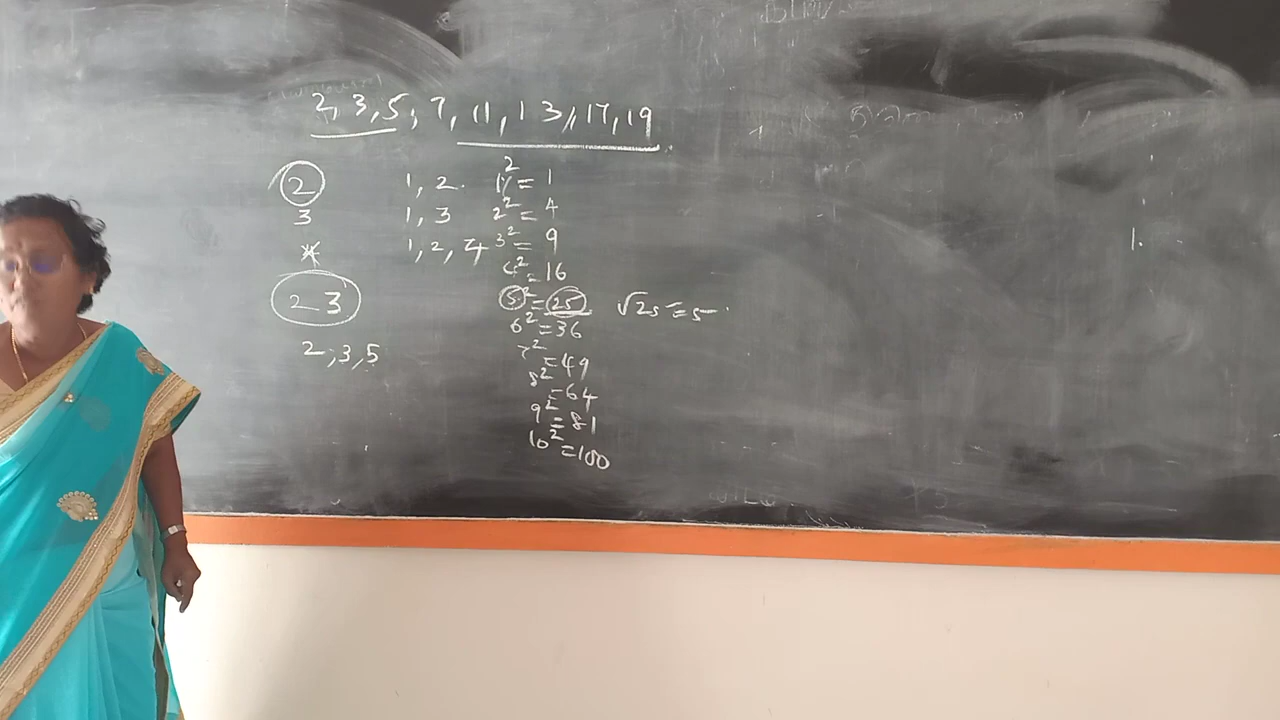 2, 3, 5, 7, 11, 13, 17, 19
2 1, 2. 1² = 1
3 1, 3 2² = 4
1, 2, 4 3² = 9
4² = 16
23 5² = 25 √25 = 5
6² = 36
2, 3, 5 7² = 49
8² = 64
9² = 81
10² = 100
1.